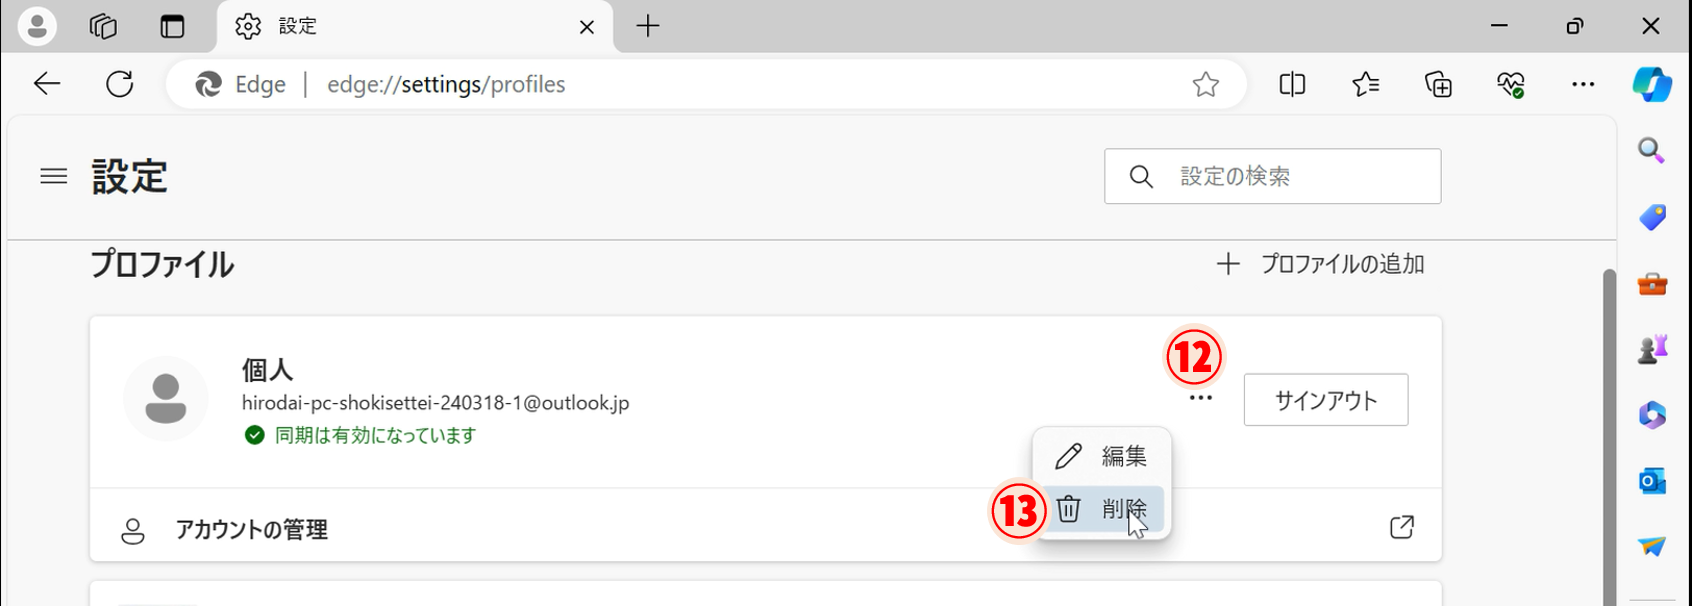 設定
Edge
edge://settings/profiles
設定
設定の検索
プロファイル
プロファイルの追加
個人
12
hirodai-pc-shokisettei-240318-1@outlook.jp
サインアウト
同期は有効になっています
編集
13
削除
アカウントの管理